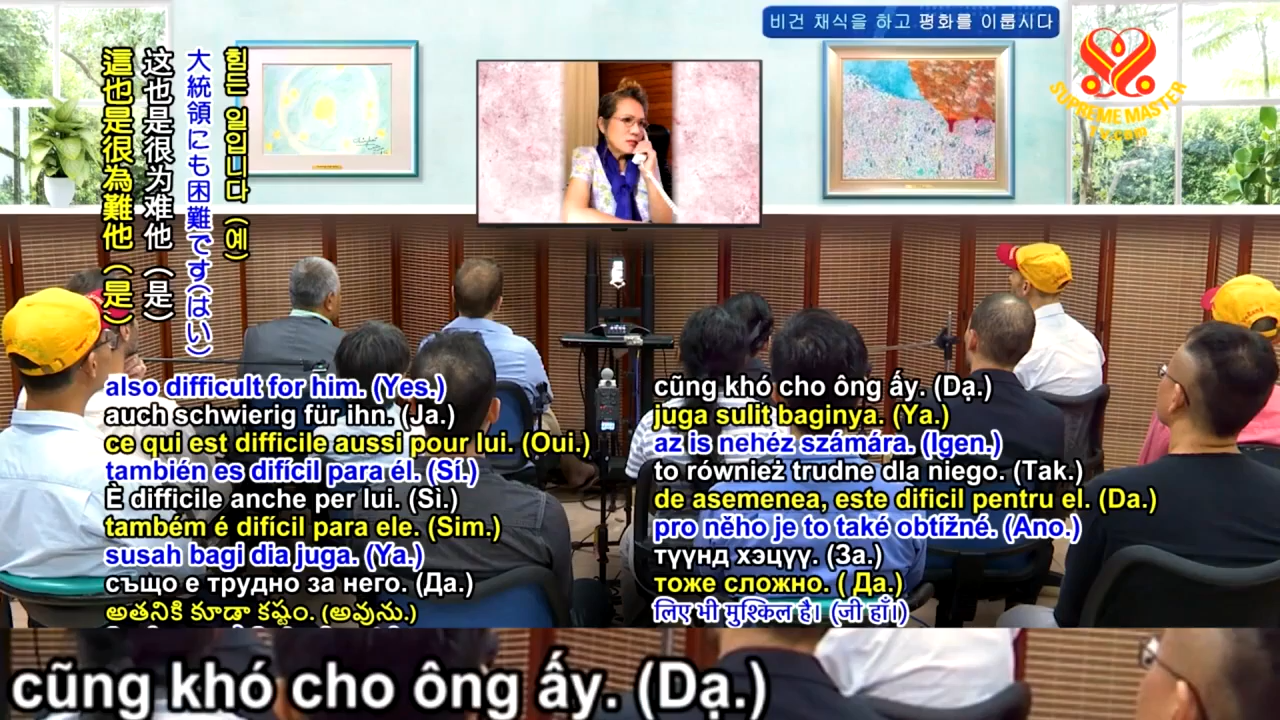 비건 채식을 하고 평화를 이룹시다
SUPREME MASTER
TV.COM
힘든 일입니다 (예)
大統領にも困難です(はい)
这也是很为难他（是）
這也是很為難他（是）
also difficult for him. (Yes.)
auch schwierig für ihn. (Ja.)
ce qui est difficile aussi pour lui. (Oui.)
también es difícil para él. (Sí.)
È difficile anche per lui. (Sì.)
também é difícil para ele. (Sim.)
susah bagi dia juga. (Ya.)
също е трудно за него. (Да.)
అతనికి కూడా కష్టం. (అవును.)
cũng khó cho ông ấy. (Dạ.)
juga sulit baginya. (Ya.)
az is nehéz számára. (Igen.)
to również trudne dla niego. (Tak.)
de asemenea, este dificil pentru el. (Da.)
pro něho je to také obtížné. (Ano.)
түүнд хэцүү. (За.)
тоже сложно. ( Да.)
लिए भी मुश्किल है। (जी हाँ।)
cũng khó cho ông ấy. (Dạ.)